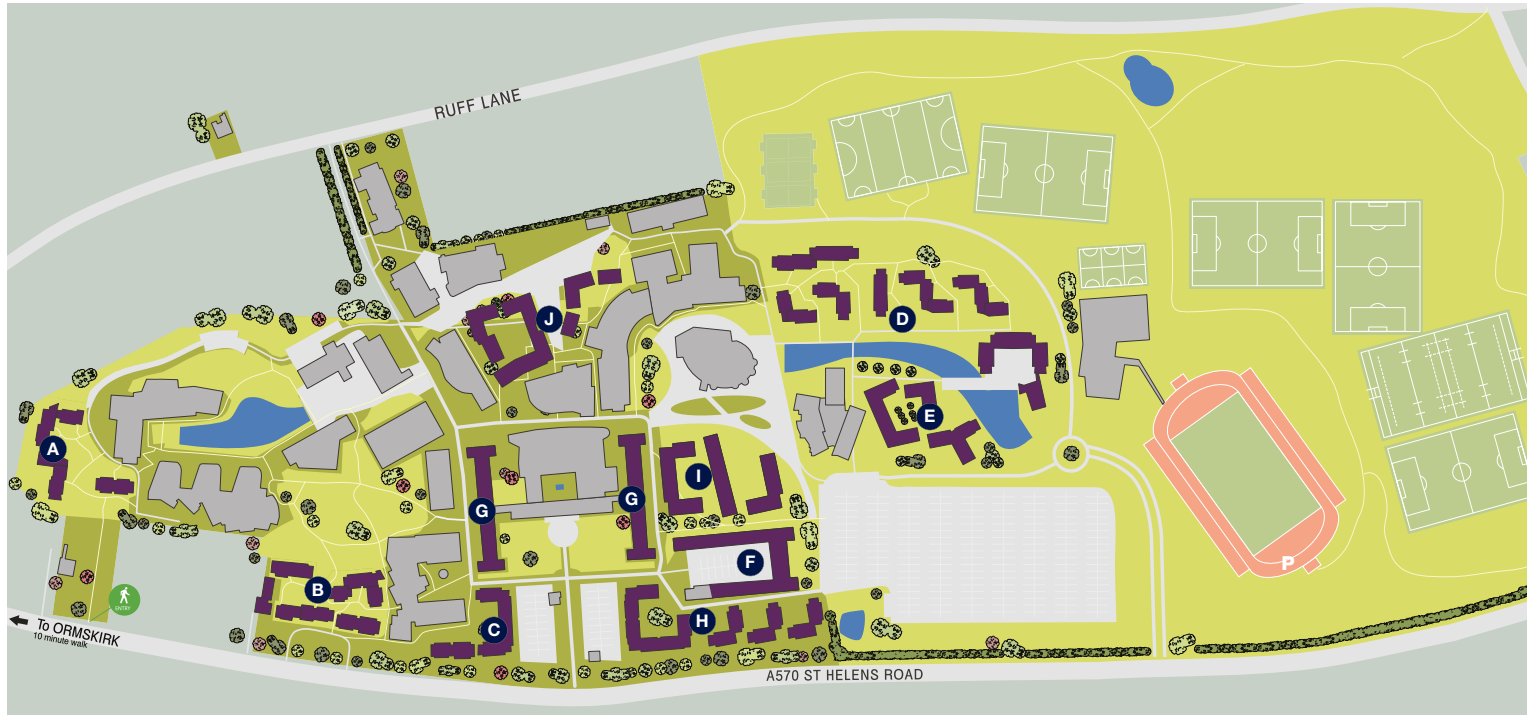 RUFF LANE
J
D
E
A
I
G
G
F
B
H
C
P
ENTRY
To ORMSKIRK
10 minute walk
A570 ST HELENS ROAD